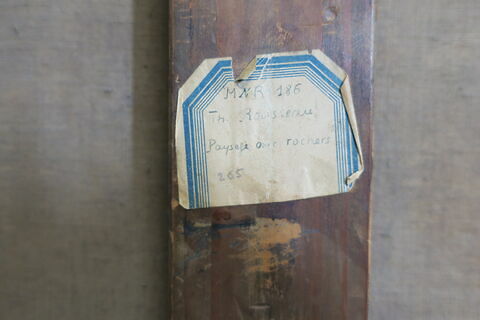 MNR 186
Th. Rousseau
Paysage aux rochers
265